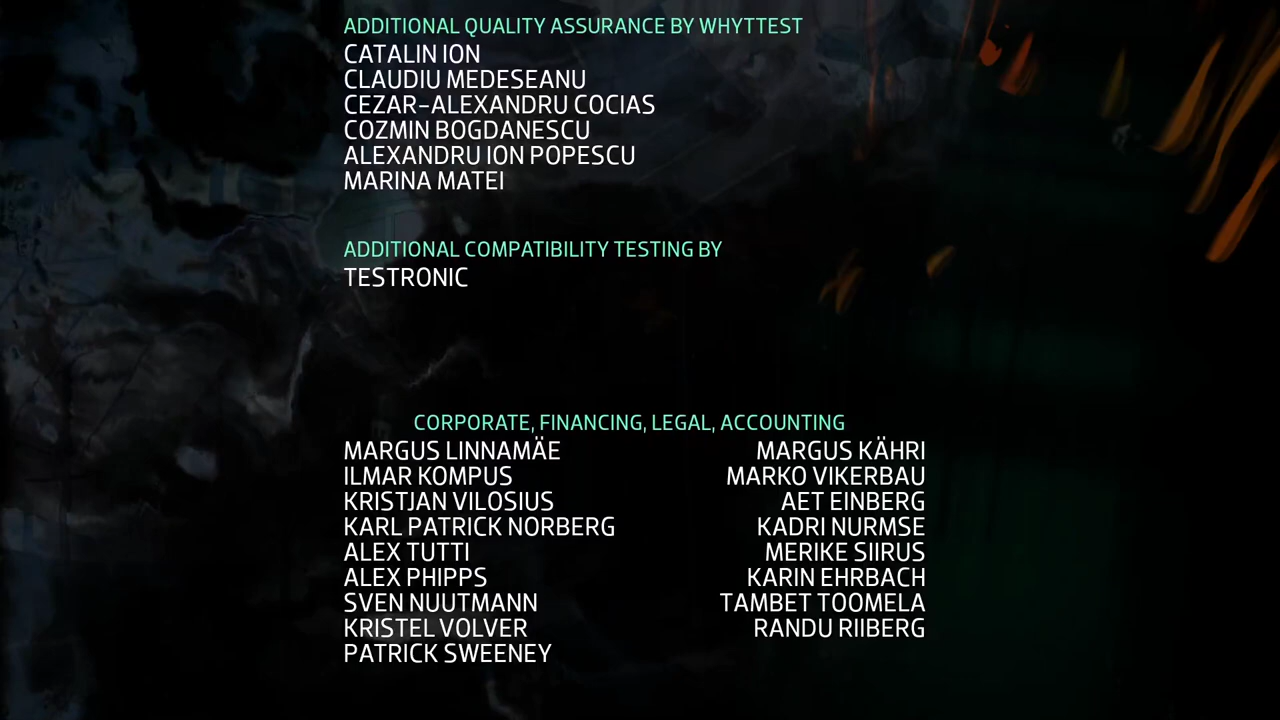 ADDITIONAL QUALITY ASSURANCE BY WHYTTEST
CATALIN ION
CLAUDIU MEDESEANU
CEZAR-ALEXANDRU COCIAS
COZMIN BOGDANESCU
ALEXANDRU ION POPESCU
MARINA MATEI
ADDITIONAL COMPATIBILITY TESTING BY
TESTRONIC
CORPORATE, FINANCING, LEGAL, ACCOUNTING
MARGUS LINNAMÄE
ILMAR KOMPUS
KRISTJAN VILOSIUS
KARL PATRICK NORBERG
ALEX TUTTI
ALEX PHIPPS
SVEN NUUTMANN
KRISTEL VOLVER
PATRICK SWEENEY
MARGUS KÄHRI
MARKO VIKERBAU
AET EINBERG
KADRI NURMSE
MERIKE SIIRUS
KARIN EHRBACH
TAMBET TOOMELA
RANDU RIIBERG